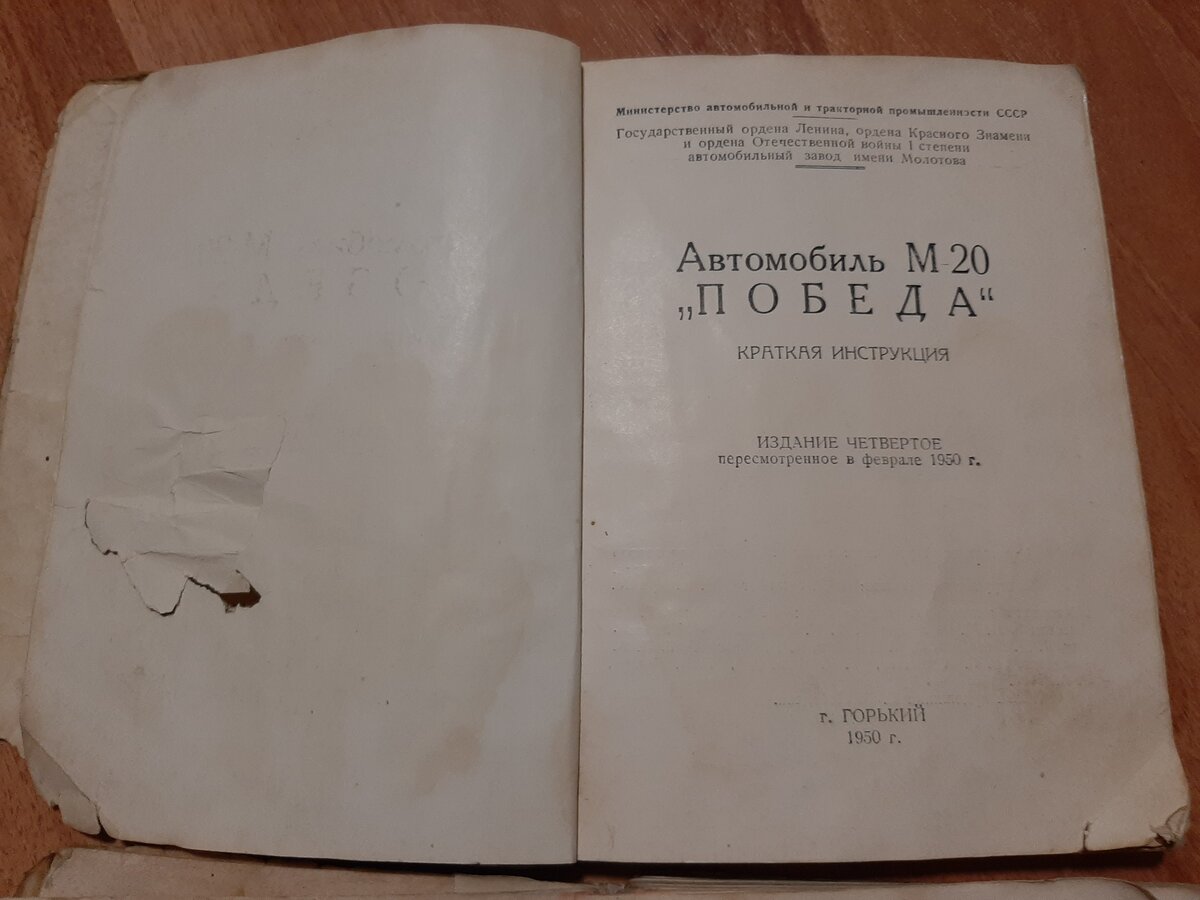 Министерство автомобильной и тракторной промышленности СССР
Государственный ордена Ленина, ордена Красного Знамени
и ордена Отечественной войны I степени
автомобильный завод имени Молотова
Автомобиль М-20
„ПОБЕДА“
КРАТКАЯ ИНСТРУКЦИЯ
ИЗДАНИЕ ЧЕТВЕРТОЕ
пересмотренное в феврале 1950 г.
г. ГОРЬКИЙ
1950 г.